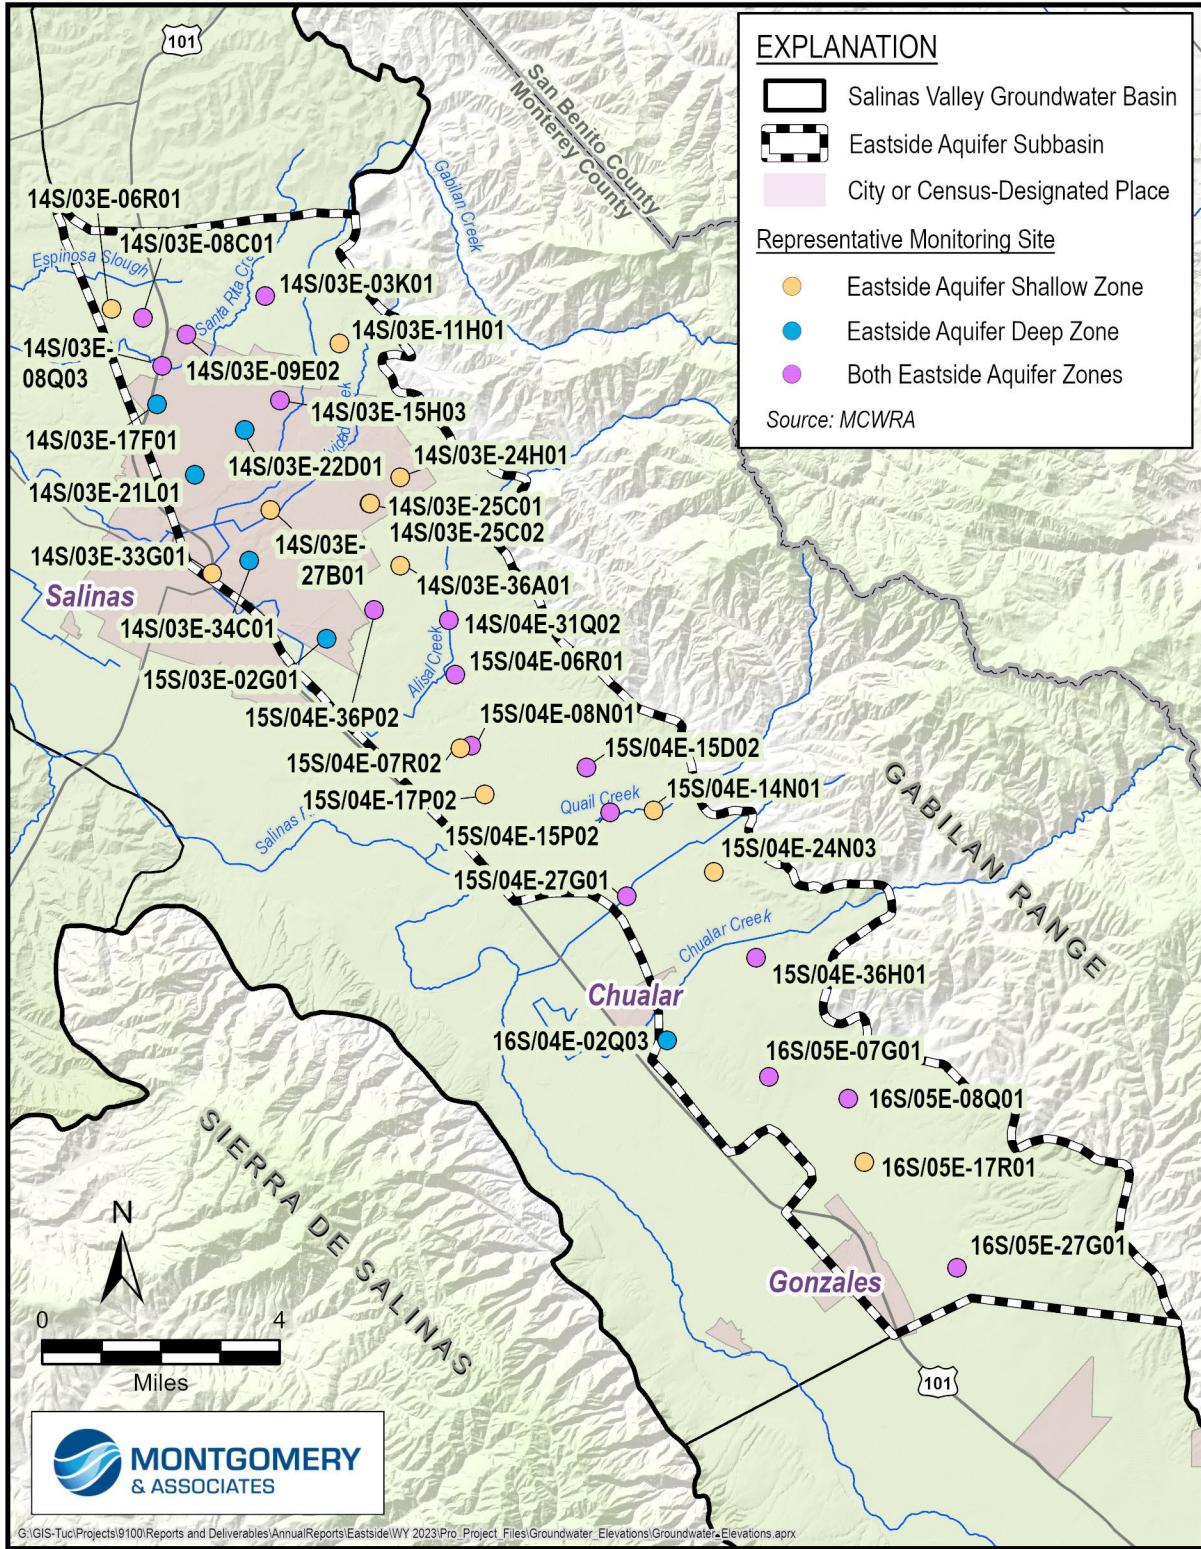 101
EXPLANATION
Salinas Valley Groundwater Basin
Eastside Aquifer Subbasin
City or Census-Designated Place
Representative Monitoring Site
Eastside Aquifer Shallow Zone
Eastside Aquifer Deep Zone
Both Eastside Aquifer Zones
Source: MCWRA
San Benito County
Monterey County
Gabilan Creek
14S/03E-06R01
14S/03E-08C01
Espinosa Slough
Santa Rita Cre
14S/03E-03K01
14S/03E-11H01
14S/03E-
08Q03
14S/03E-09E02
14S/03E-15H03
14S/03E-17F01
14S/03E-22D01
14S/03E-24H01
14S/03E-21L01
14S/03E-25C01
14S/03E-25C02
14S/03E-
27B01
14S/03E-33G01
14S/03E-36A01
Salinas
14S/03E-34C01
14S/04E-31Q02
Alisal Creek
15S/04E-06R01
15S/03E-02G01
15S/04E-36P02
15S/04E-08N01
15S/04E-07R02
15S/04E-15D02
15S/04E-17P02
Quail Creek
15S/04E-14N01
Salinas
15S/04E-15P02
15S/04E-24N03
15S/04E-27G01
GABILAN RANGE
Chualar Creek
15S/04E-36H01
Chualar
16S/04E-02Q03
16S/05E-07G01
16S/05E-08Q01
16S/05E-17R01
SIERRA DE SALINAS
16S/05E-27G01
Gonzales
N
0 4
Miles
101
MONTGOMERY
& ASSOCIATES
G:\GIS-Tuc\Projects\9100\Reports and Deliverables\AnnualReports\Eastside\WY 2023\Pro_Project_Files\Groundwater_Elevations\Groundwater_Elevations.aprx